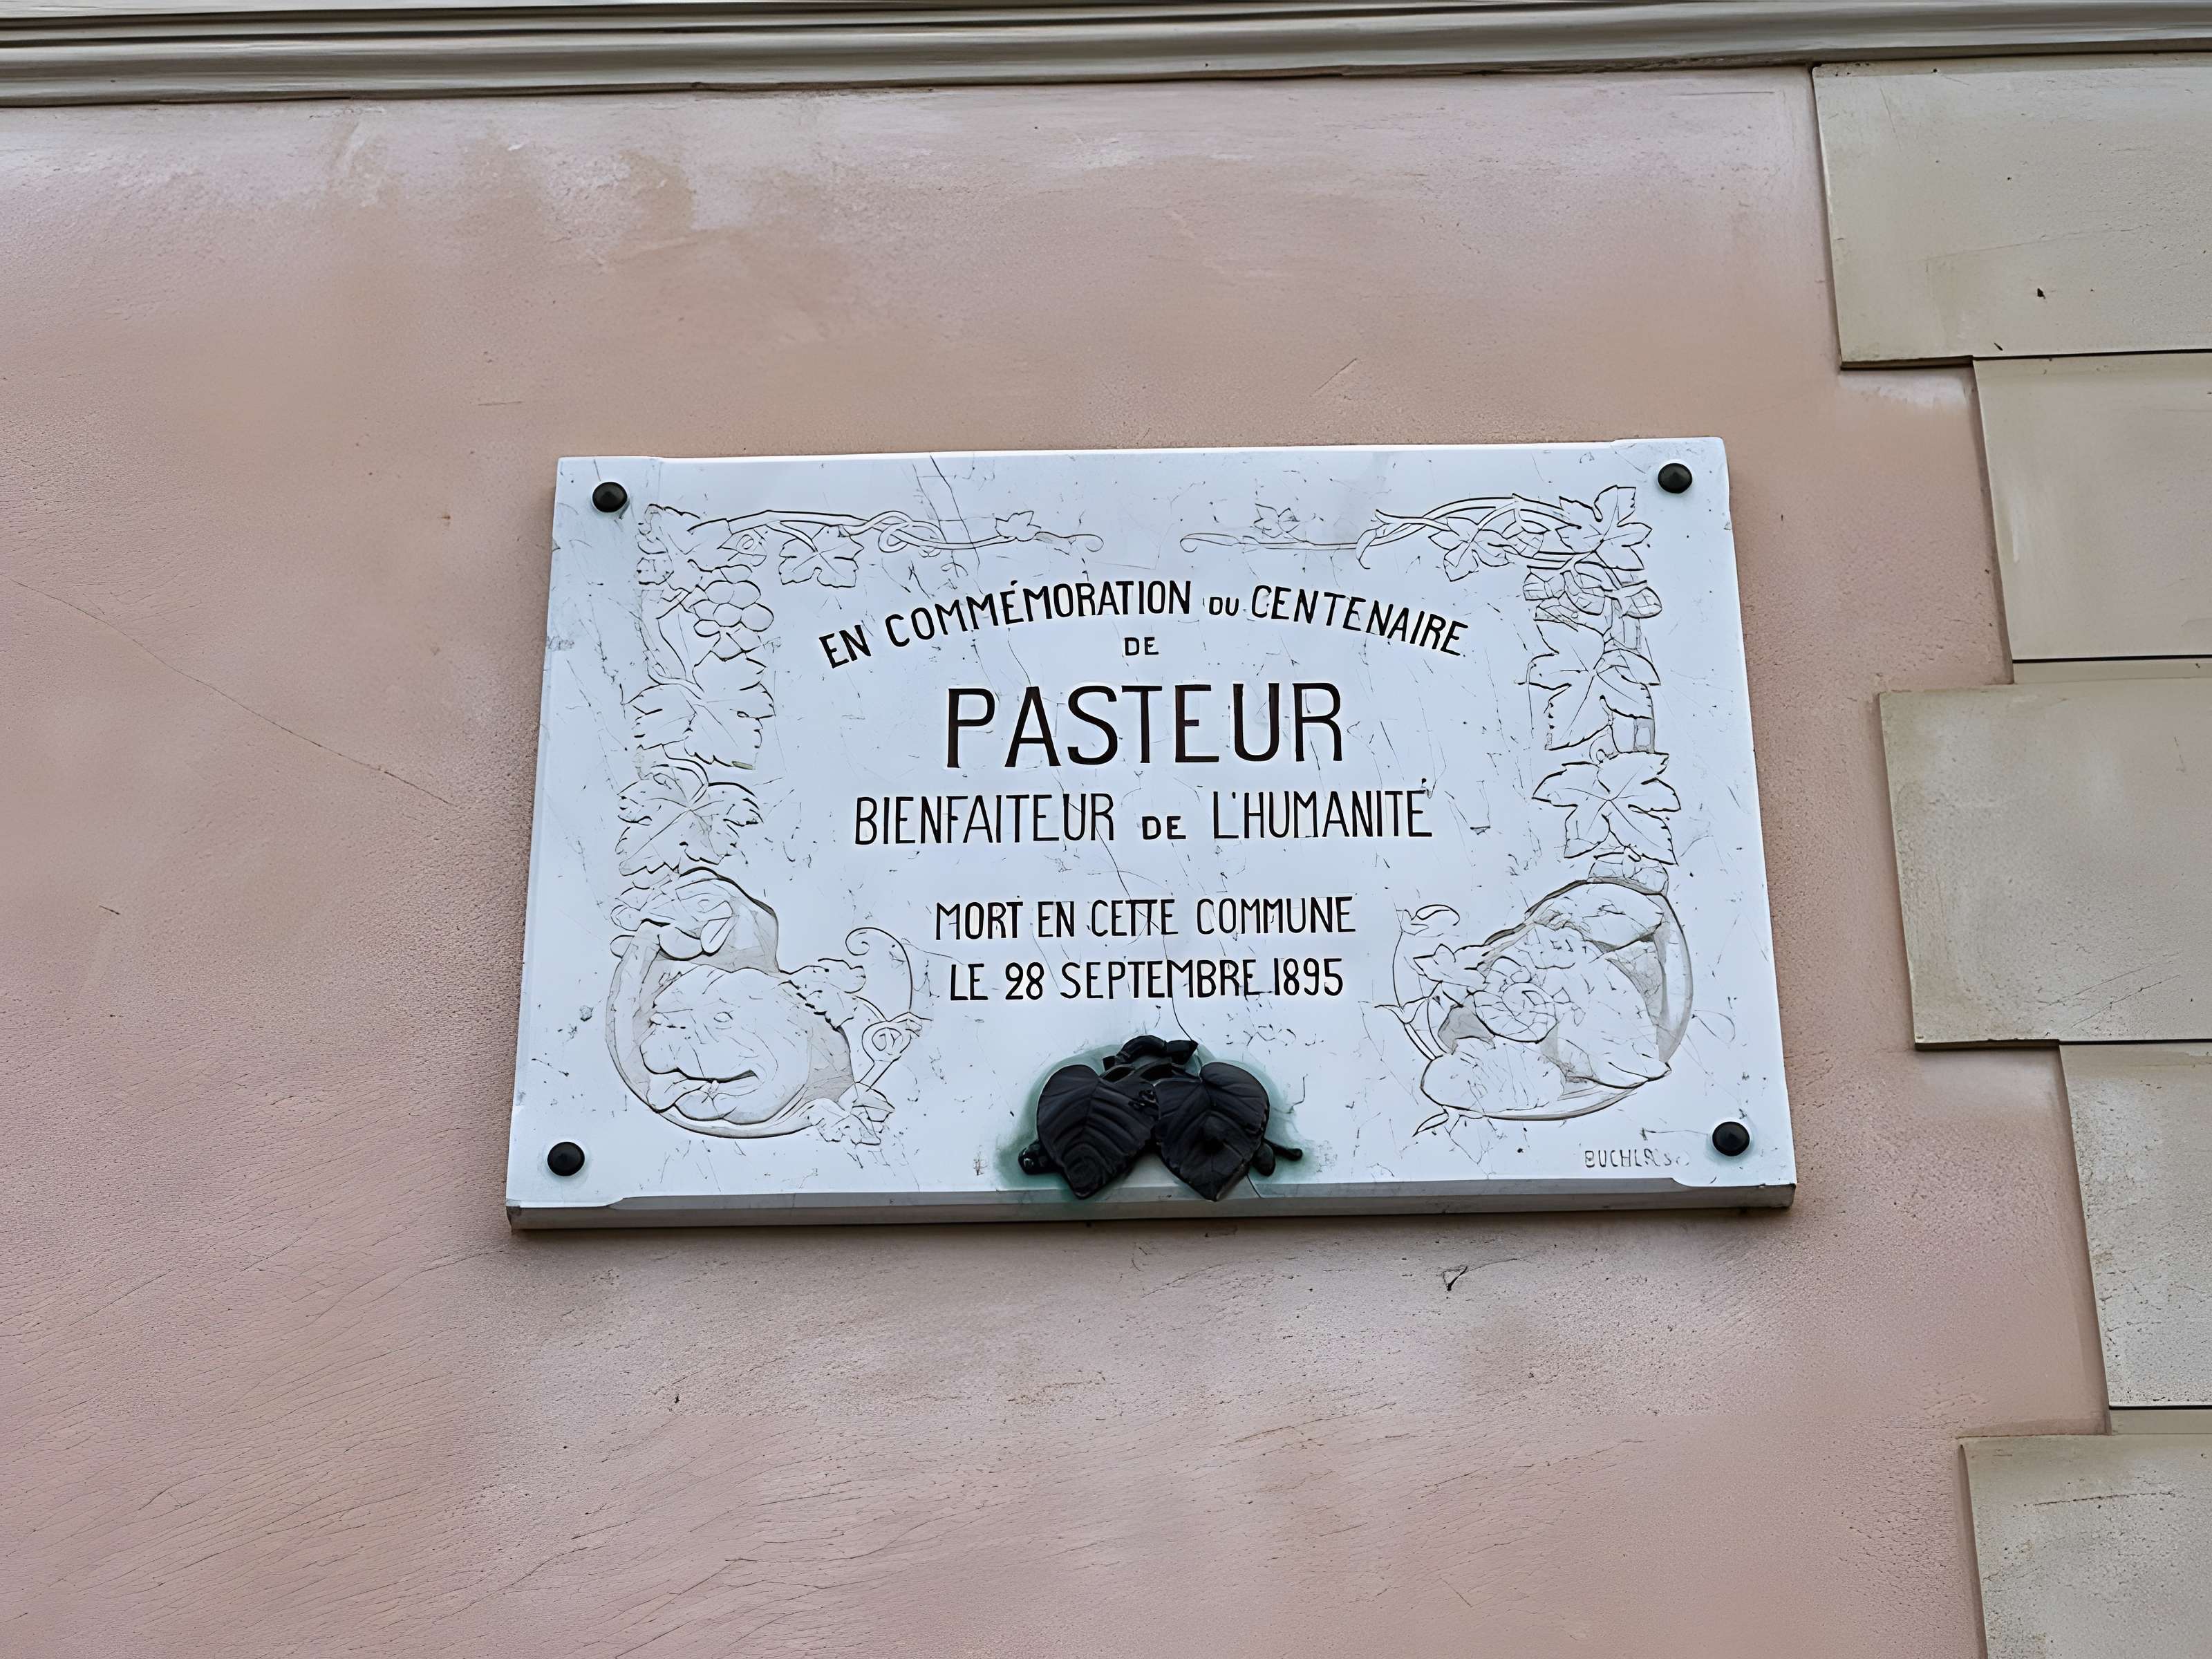 EN COMMÉMORATION DU CENTENAIRE
DE
PASTEUR
BIENFAITEUR DE L'HUMANITÉ
MORT EN CETTE COMMUNE
LE 28 SEPTEMBRE 1895